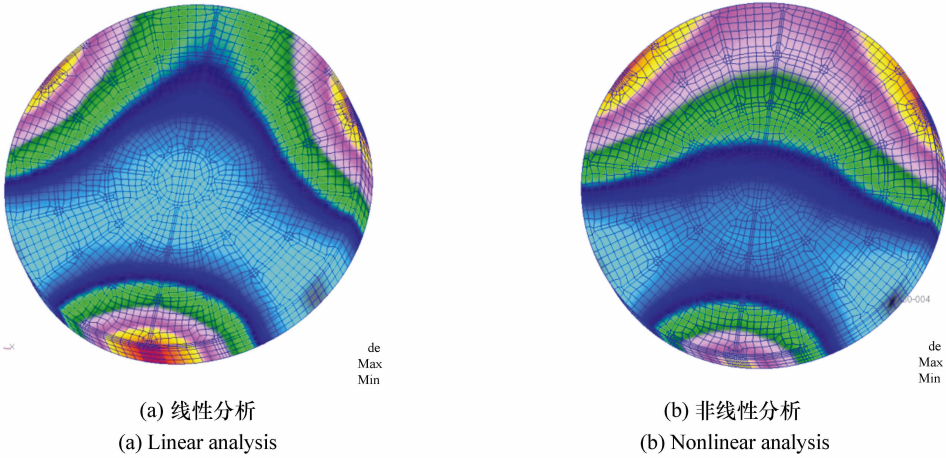 de
Max
Min
de
Max
Min
(a) 线性分析
(a) Linear analysis
(b) 非线性分析
(b) Nonlinear analysis